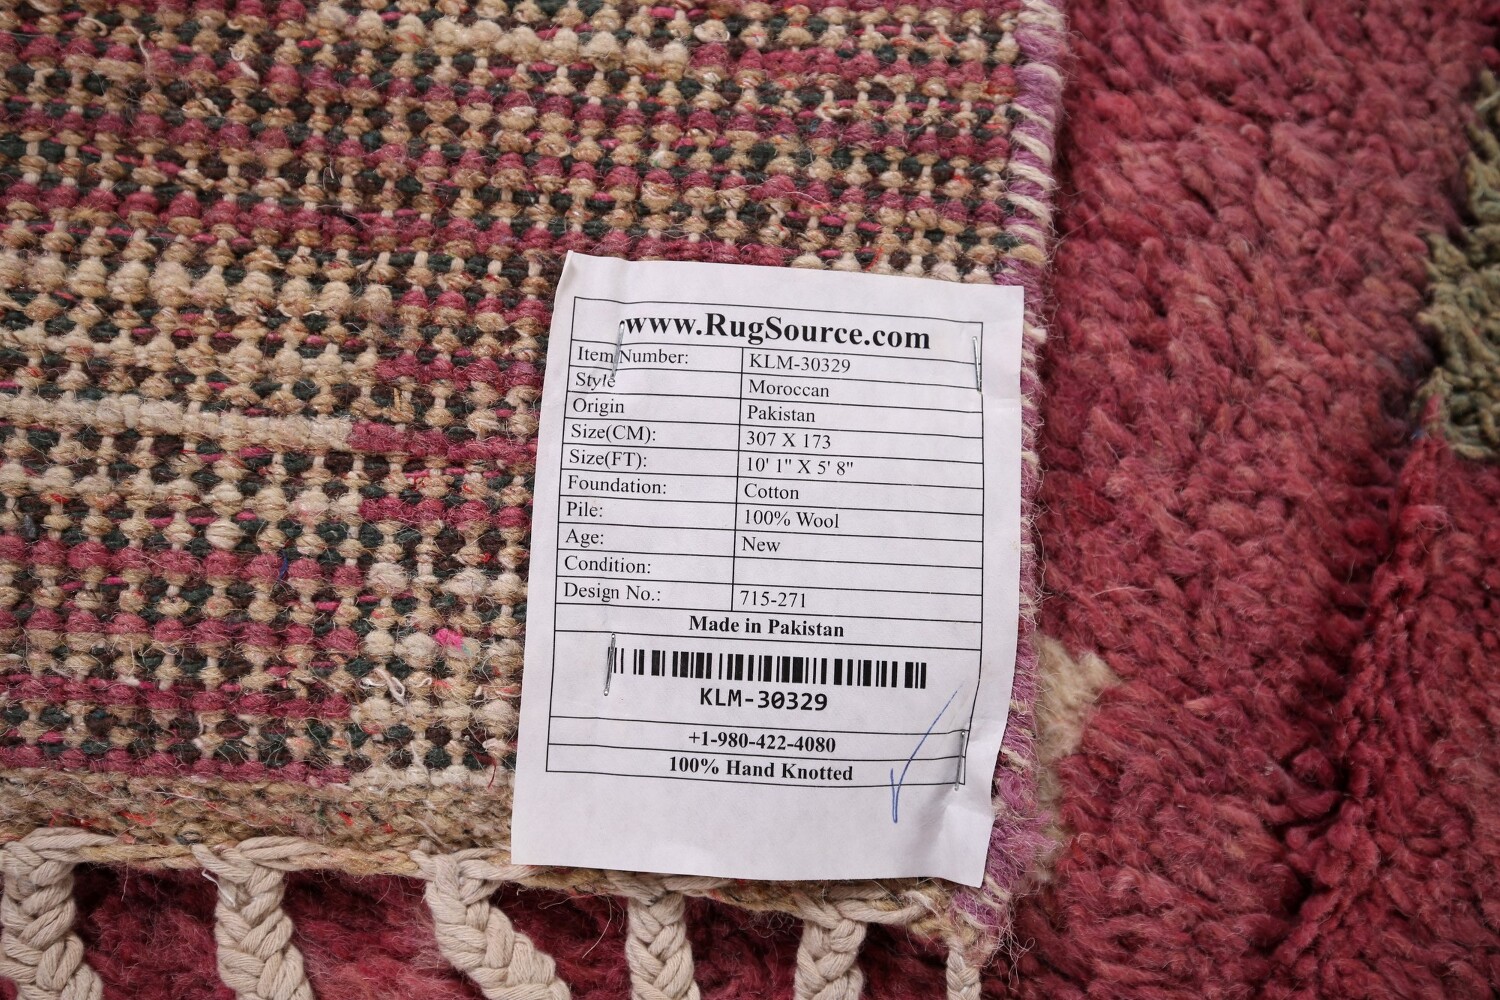 www.RugSource.com
Item Number: KLM-30329
Style Moroccan
Origin Pakistan
Size(CM): 307 X 173
Size(FT): 10' 1" X 5' 8"
Foundation: Cotton
Pile: 100% Wool
Age: New
Condition:
Design No.: 715-271
Made in Pakistan
KLM-30329
+1-980-422-4080
100% Hand Knotted